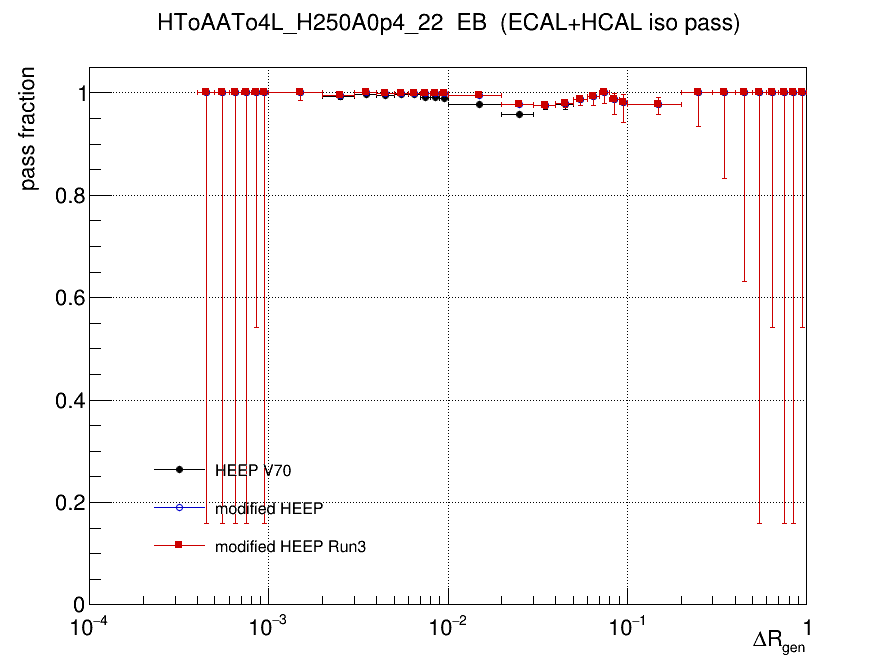 HToAATo4L_H250A0p4_22 EB (ECAL+HCAL iso pass)
pass fraction
1
0.8
0.6
0.4
0.2
0
HEEP V70
modified HEEP
modified HEEP Run3
10⁻⁴ 10⁻³ 10⁻² 10⁻¹ 1
ΔR_gen